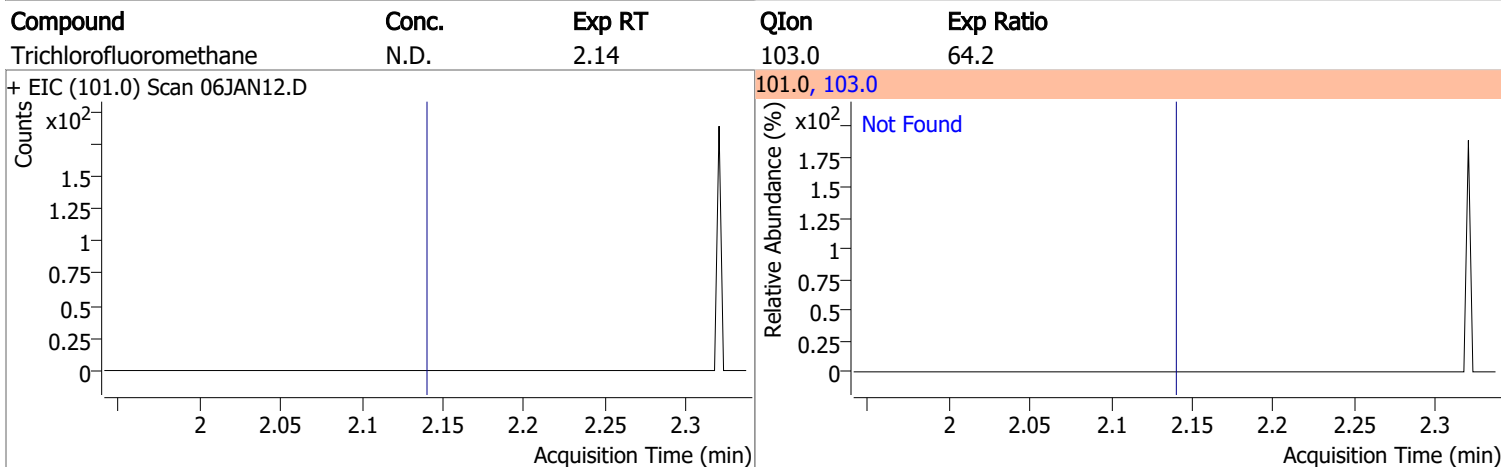 Compound Conc. Exp RT QIon Exp Ratio
Trichlorofluoromethane N.D. 2.14 103.0 64.2
+ EIC (101.0) Scan 06JAN12.D
Counts
x10²
1.5
1.25
1
0.75
0.5
0.25
0
2 2.05 2.1 2.15 2.2 2.25 2.3
Acquisition Time (min)
101.0, 103.0
Relative Abundance (%)
x10²
Not Found
1.75
1.5
1.25
1
0.75
0.5
0.25
0
2 2.05 2.1 2.15 2.2 2.25 2.3
Acquisition Time (min)